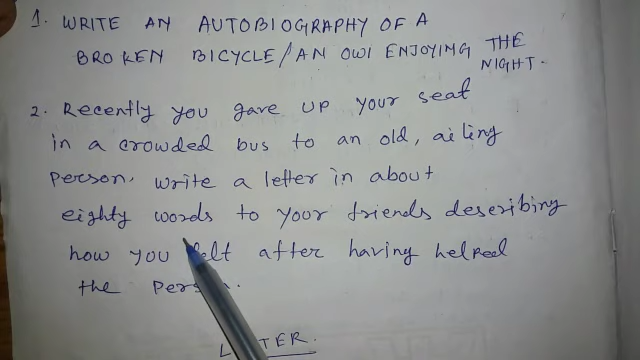 1. WRITE AN AUTOBIOGRAPHY OF A
BROKEN BICYCLE/AN OWl ENJOYING THE
NIGHT.
2. Recently you gave UP your seat
in a crowded bus to an old, ailing
person. write a letter in about
eighty words to your friends describing
how you felt after having helped
the person.